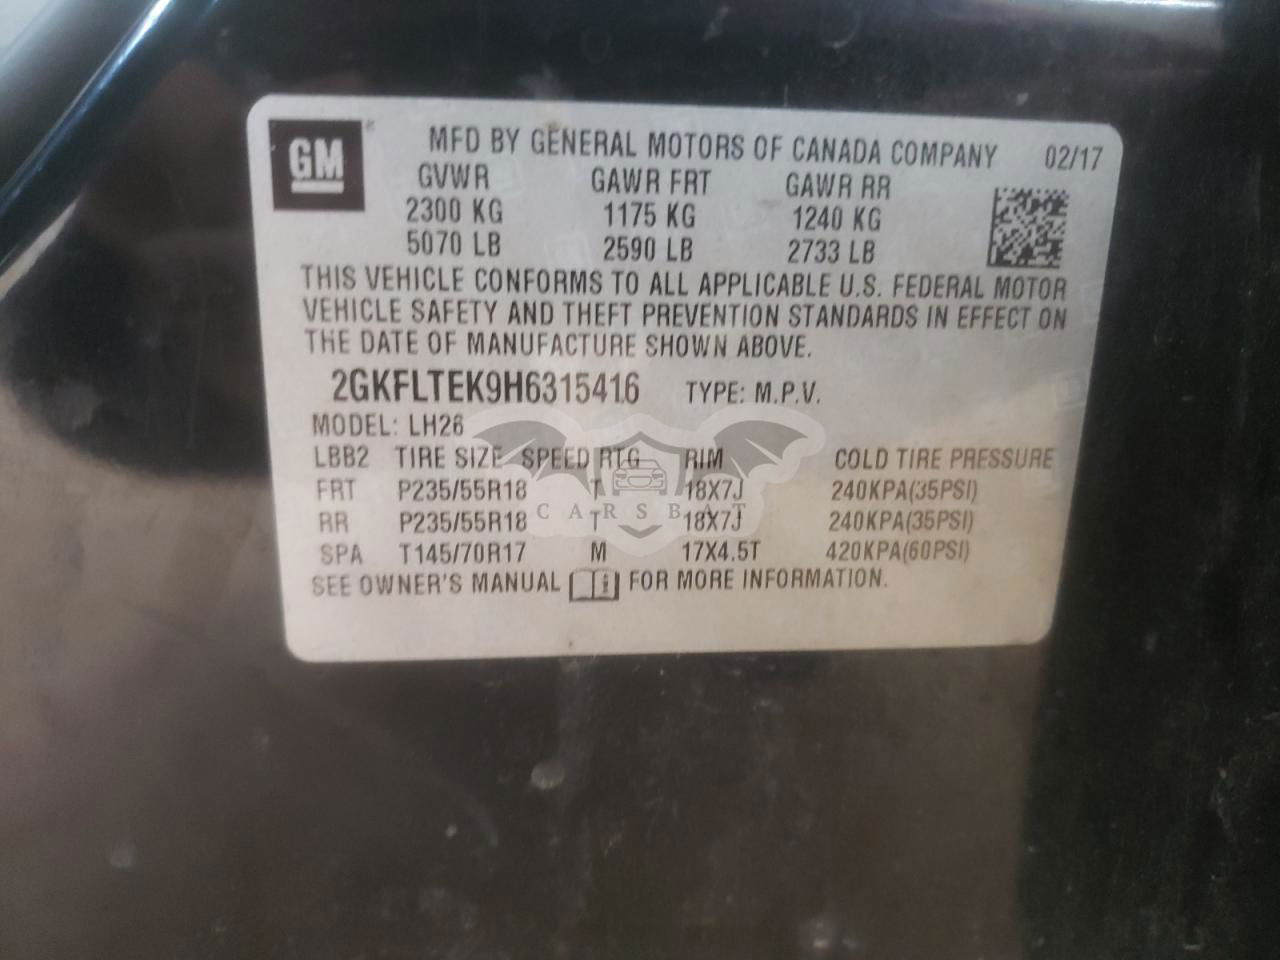 GM
MFD BY GENERAL MOTORS OF CANADA COMPANY 02/17
GVWR GAWR FRT GAWR RR
2300 KG 1175 KG 1240 KG
5070 LB 2590 LB 2733 LB
THIS VEHICLE CONFORMS TO ALL APPLICABLE U.S. FEDERAL MOTOR
VEHICLE SAFETY AND THEFT PREVENTION STANDARDS IN EFFECT ON
THE DATE OF MANUFACTURE SHOWN ABOVE.
2GKFLTEK9H6315416 TYPE: M.P.V.
MODEL: LH26
LBB2 TIRE SIZE SPEED RTG RIM COLD TIRE PRESSURE
FRT P235/55R18 T 18X7J 240KPA(35PSI)
CARSBAT
RR P235/55R18 T 18X7J 240KPA(35PSI)
SPA T145/70R17 M 17X4.5T 420KPA(60PSI)
SEE OWNER'S MANUAL i FOR MORE INFORMATION.